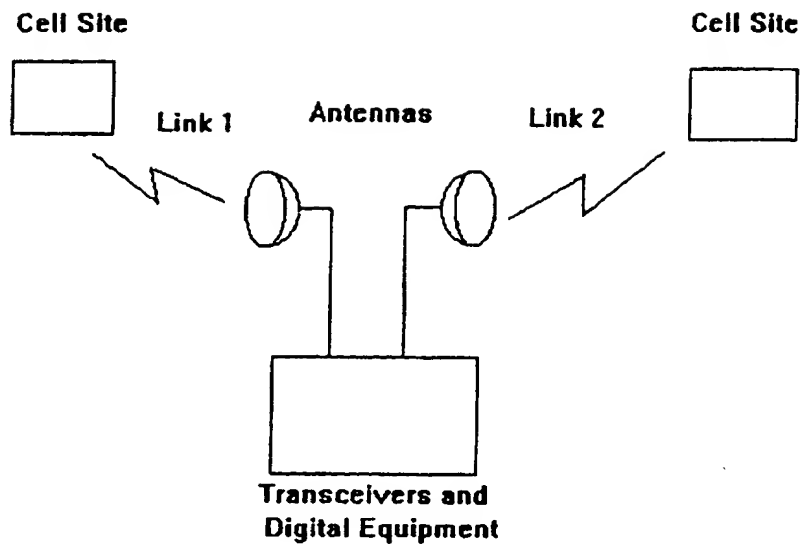 Cell Site
Cell Site
Link 1
Antennas
Link 2
Transceivers and
Digital Equipment